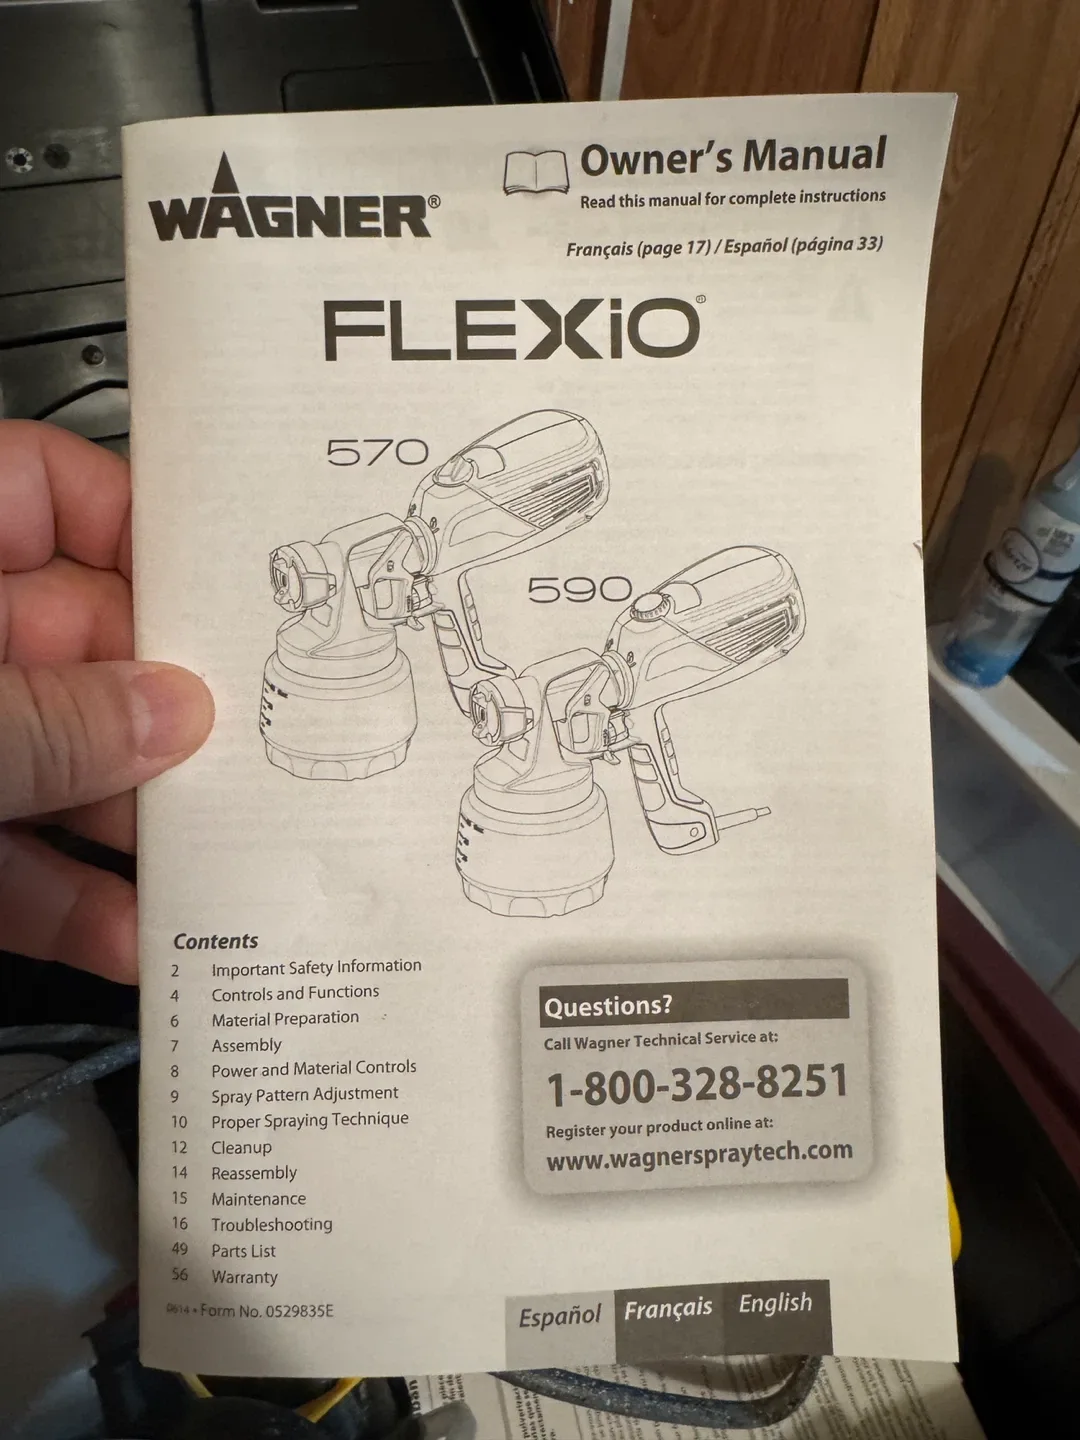 WAGNER®
Owner's Manual
Read this manual for complete instructions
Français (page 17) / Español (página 33)
FLEXiO®
570
590
Contents
2 Important Safety Information
4 Controls and Functions
6 Material Preparation
7 Assembly
8 Power and Material Controls
9 Spray Pattern Adjustment
10 Proper Spraying Technique
12 Cleanup
14 Reassembly
15 Maintenance
16 Troubleshooting
49 Parts List
56 Warranty
0614 • Form No. 0529835E
Questions?
Call Wagner Technical Service at:
1-800-328-8251
Register your product online at:
www.wagnerspraytech.com
Español
Français
English